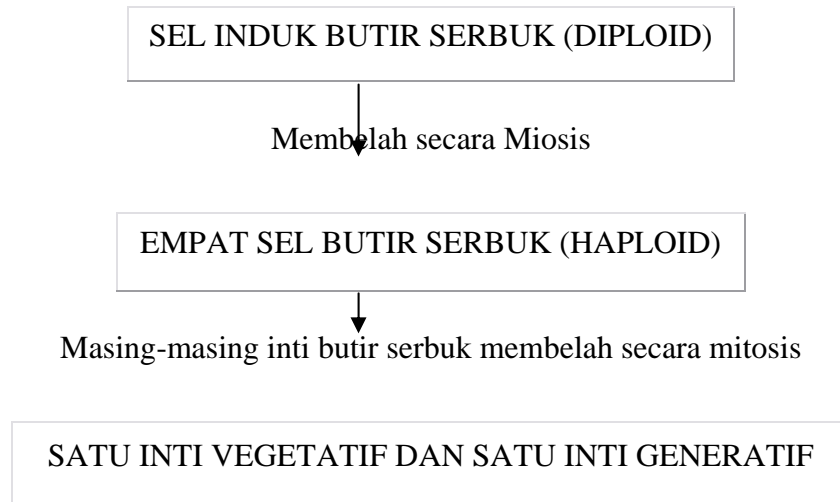 SEL INDUK BUTIR SERBUK (DIPLOID)
Membelah secara Miosis
EMPAT SEL BUTIR SERBUK (HAPLOID)
Masing-masing inti butir serbuk membelah secara mitosis
SATU INTI VEGETATIF DAN SATU INTI GENERATIF